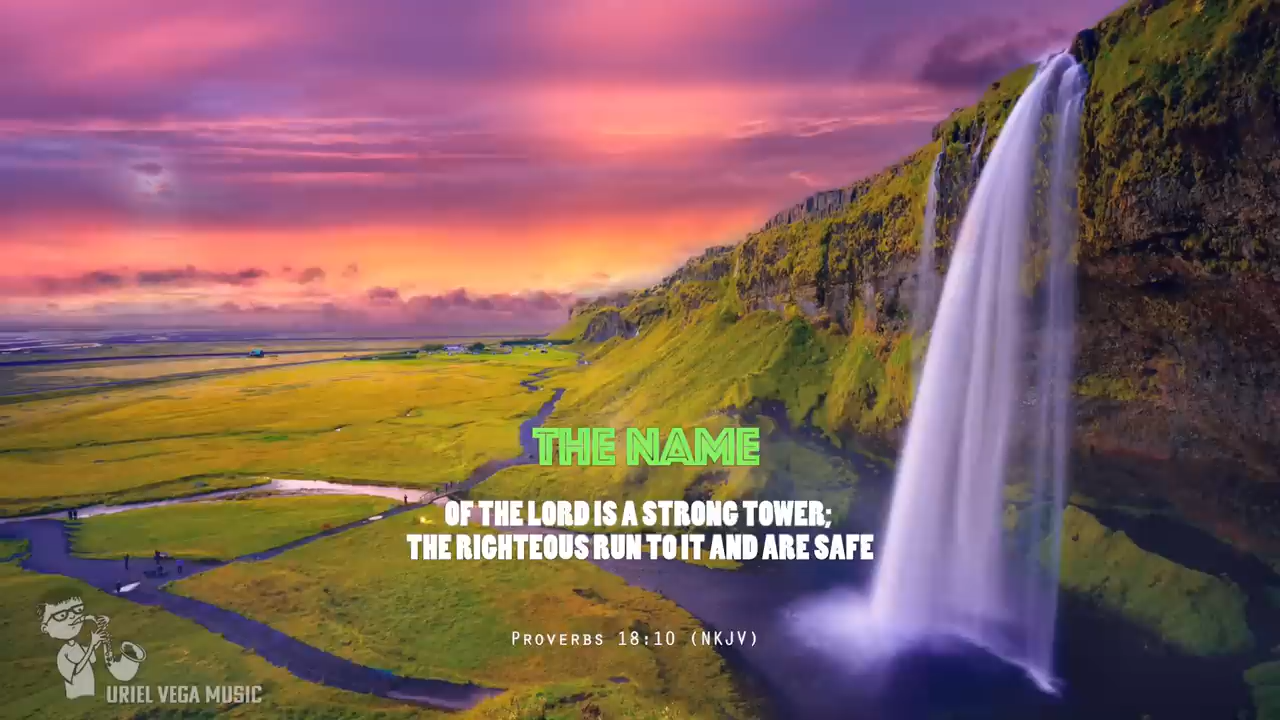 THE NAME
OF THE LORD IS A STRONG TOWER;
THE RIGHTEOUS RUN TO IT AND ARE SAFE
PROVERBS 18:10 (NKJV)
URIEL VEGA MUSIC